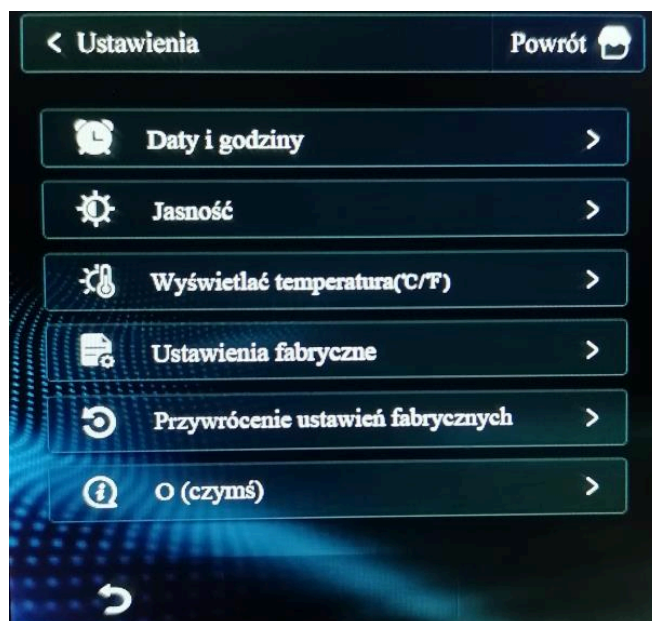 Ustawienia
Powrót
Daty i godziny
Jasność
Wyświetlać temperatura(℃/℉)
Ustawienia fabryczne
Przywrócenie ustawień fabrycznych
O (czymś)